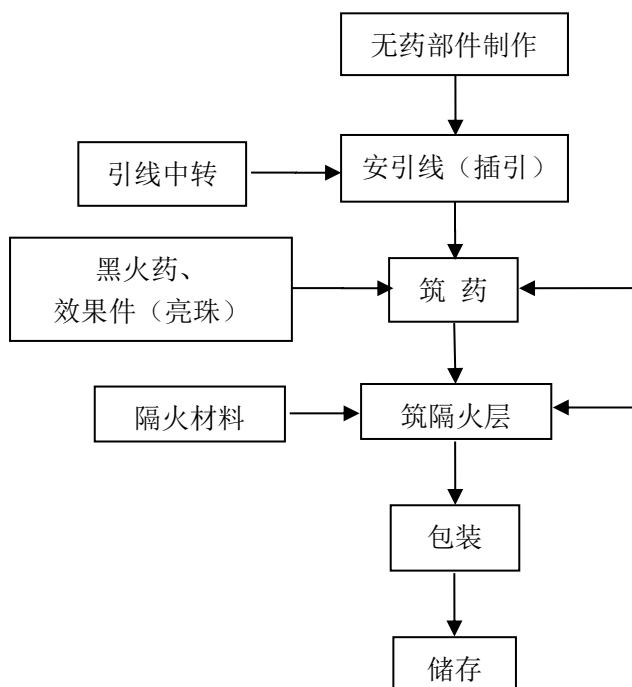 无药部件制作
引线中转
安引线（插引）
黑火药、
效果件（亮珠）
筑 药
隔火材料
筑隔火层
包装
储存